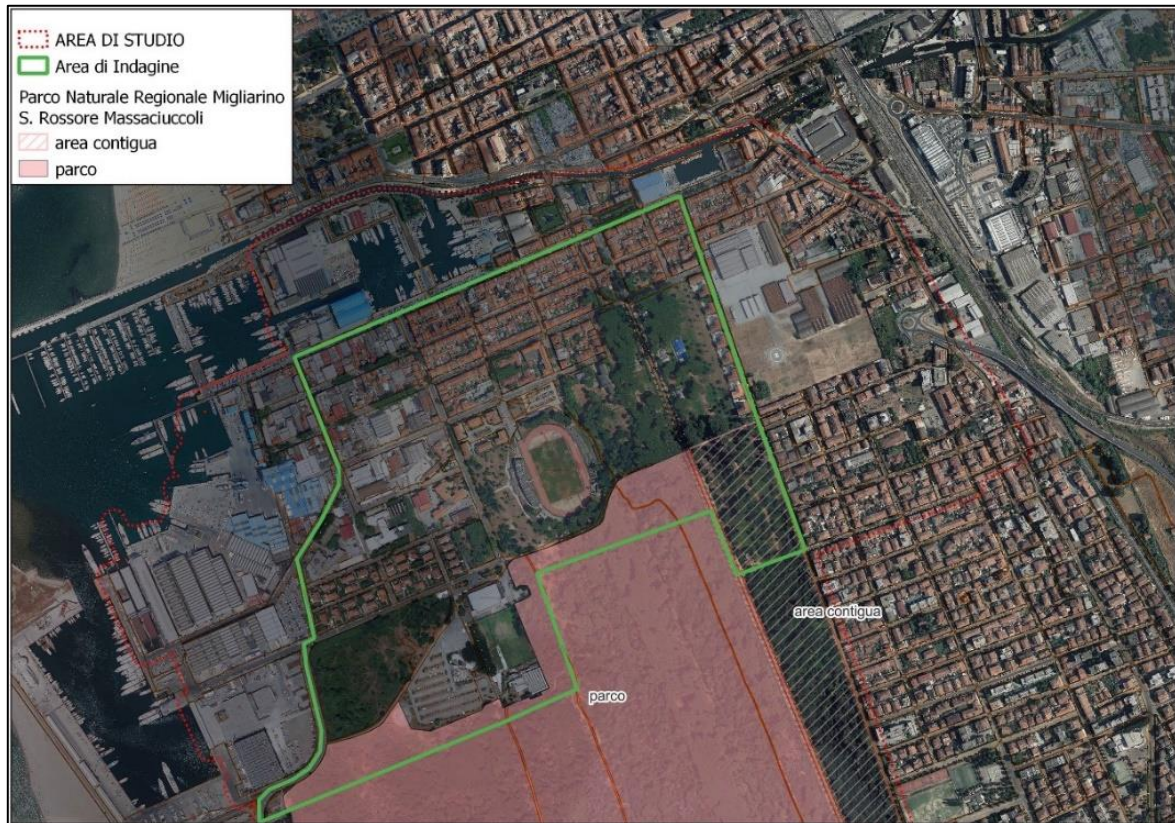 AREA DI STUDIO
Area di Indagine
Parco Naturale Regionale Migliarino
S. Rossore Massaciuccoli
area contigua
parco
area contigua
parco